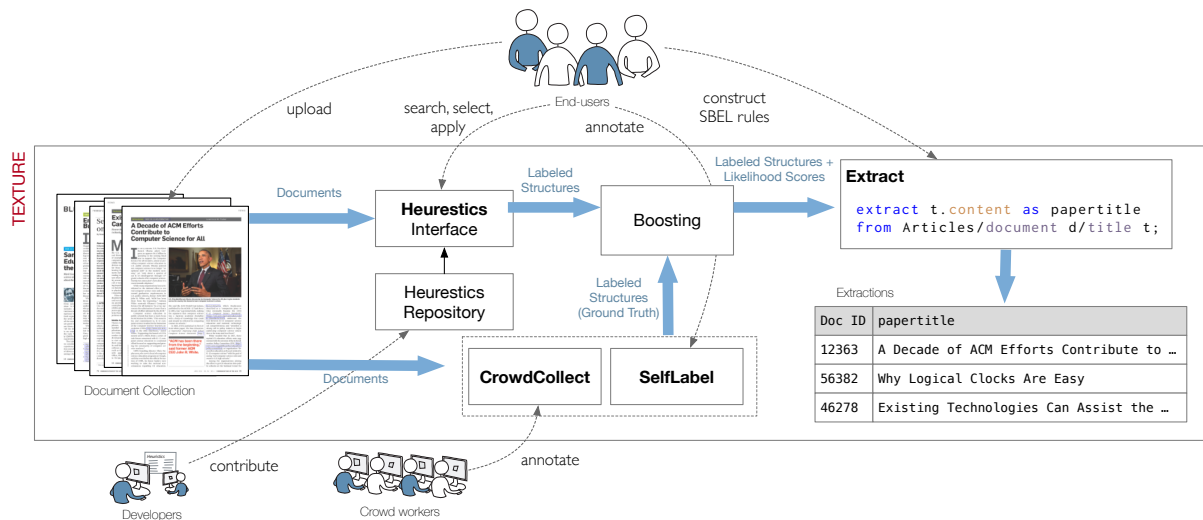 End-users
upload
search, select,
apply
annotate
construct
SBEL rules
TEXTURE
Documents
Labeled
Structures
Labeled Structures +
Likelihood Scores
Heurestics
Interface
Boosting
Extract
extract t.content as papertitle
from Articles/document d/title t;
A Decade of ACM Efforts
Contribute to
Computer Science for All
Heurestics
Repository
Labeled
Structures
(Ground Truth)
Extractions
Doc ID papertitle
12363 A Decade of ACM Efforts Contribute to …
56382 Why Logical Clocks Are Easy
46278 Existing Technologies Can Assist the …
Documents
CrowdCollect
SelfLabel
Document Collection
Heuristics
contribute
annotate
Developers
Crowd workers